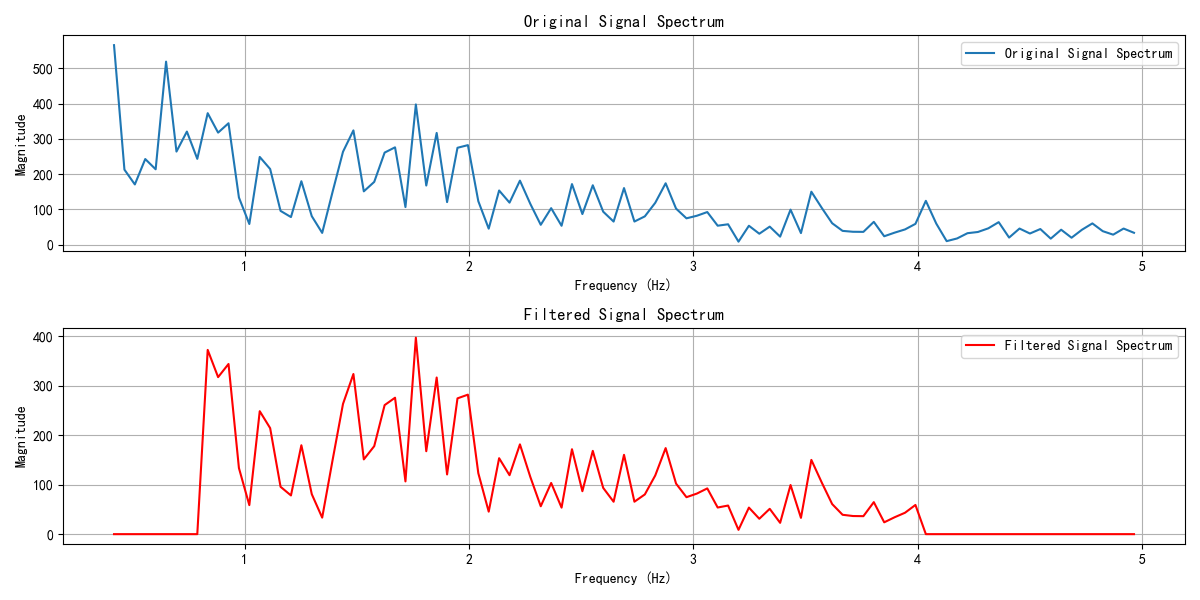 Original Signal Spectrum
Original Signal Spectrum
Magnitude
500
400
300
200
100
0
1
2
3
4
5
Frequency (Hz)
Filtered Signal Spectrum
Filtered Signal Spectrum
Magnitude
400
300
200
100
0
1
2
3
4
5
Frequency (Hz)